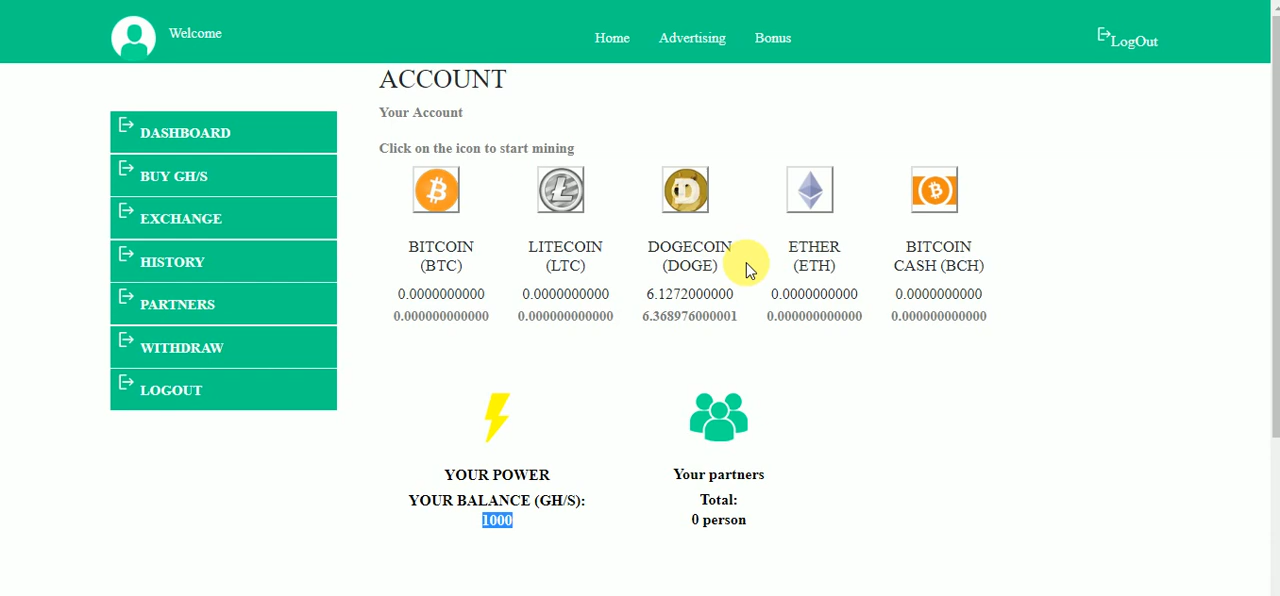 Welcome
Home
Advertising
Bonus
LogOut
DASHBOARD
BUY GH/S
EXCHANGE
HISTORY
PARTNERS
WITHDRAW
LOGOUT
ACCOUNT
Your Account
Click on the icon to start mining
BITCOIN
(BTC)
0.0000000000
0.000000000000
LITECOIN
(LTC)
0.0000000000
0.000000000000
DOGECOIN
(DOGE)
6.1272000000
6.368976000001
ETHER
(ETH)
0.0000000000
0.000000000000
BITCOIN
CASH (BCH)
0.0000000000
0.000000000000
YOUR POWER
YOUR BALANCE (GH/S):
1000
Your partners
Total:
0 person